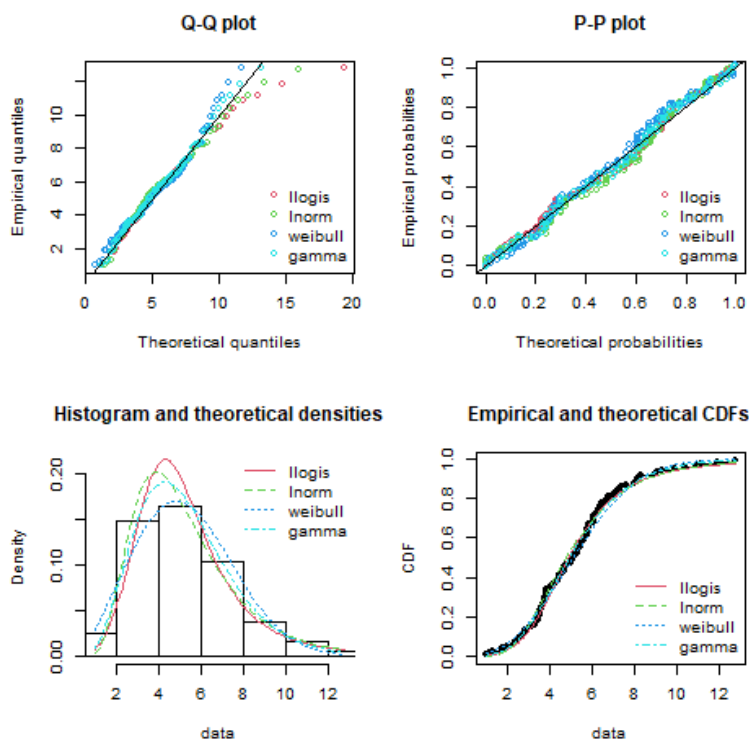 Q-Q plot
Empirical quantiles
10
8
6
4
2
llogis
lnorm
weibull
gamma
0 5 10 15 20
Theoretical quantiles
P-P plot
Empirical probabilities
1.0
0.8
0.6
0.4
0.2
0.0
llogis
lnorm
weibull
gamma
0.0 0.2 0.4 0.6 0.8 1.0
Theoretical probabilities
Histogram and theoretical densities
Density
0.20
0.10
0.00
llogis
lnorm
weibull
gamma
2 4 6 8 10 12
data
Empirical and theoretical CDFs
CDF
1.0
0.8
0.6
0.4
0.2
0.0
llogis
lnorm
weibull
gamma
2 4 6 8 10 12
data